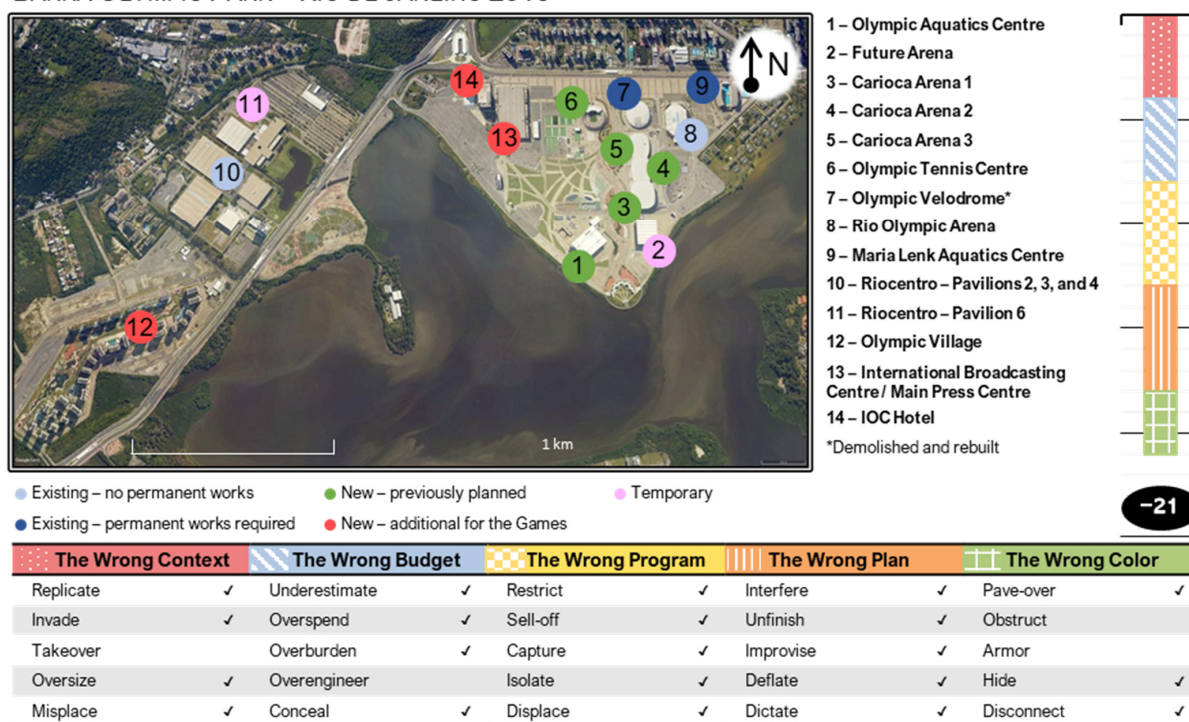 14
11
6
7
9
N
13
8
5
10
4
3
2
1
12
1 km
1 – Olympic Aquatics Centre
2 – Future Arena
3 – Carioca Arena 1
4 – Carioca Arena 2
5 – Carioca Arena 3
6 – Olympic Tennis Centre
7 – Olympic Velodrome*
8 – Rio Olympic Arena
9 – Maria Lenk Aquatics Centre
10 – Riocentro – Pavilions 2, 3, and 4
11 – Riocentro – Pavilion 6
12 – Olympic Village
13 – International Broadcasting
Centre / Main Press Centre
14 – IOC Hotel
*Demolished and rebuilt
-21
Existing – no permanent works
New – previously planned
Temporary
Existing – permanent works required
New – additional for the Games
The Wrong Context The Wrong Budget The Wrong Program The Wrong Plan The Wrong Color
Replicate ✓ Underestimate ✓ Restrict ✓ Interfere ✓ Pave-over ✓
Invade ✓ Overspend ✓ Sell-off ✓ Unfinish ✓ Obstruct
Takeover Overburden ✓ Capture ✓ Improvise ✓ Armor
Oversize ✓ Overengineer Isolate ✓ Deflate ✓ Hide ✓
Misplace ✓ Conceal ✓ Displace ✓ Dictate ✓ Disconnect ✓